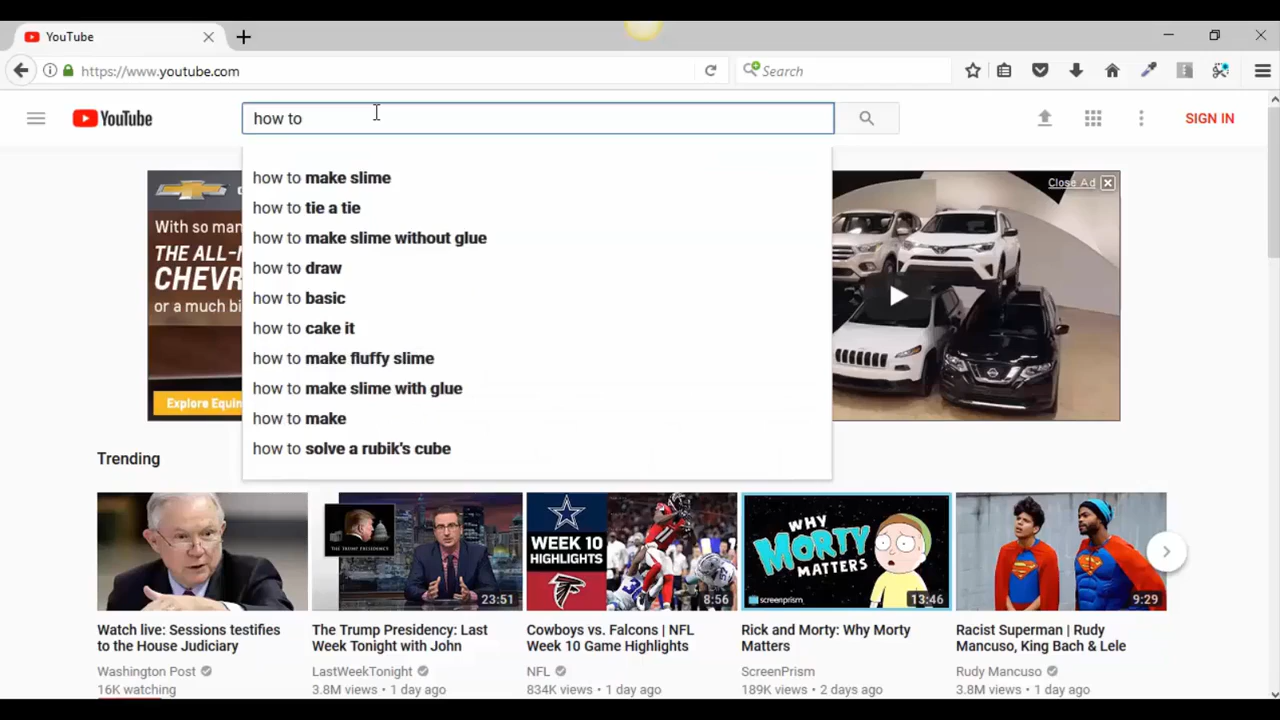 YouTube
https://www.youtube.com
Search
YouTube
how to
SIGN IN
how to make slime
how to tie a tie
how to make slime without glue
how to draw
how to basic
how to cake it
how to make fluffy slime
how to make slime with glue
how to make
how to solve a rubik's cube
With so man
THE ALL-N
CHEVR
or a much bi
Explore Equin
Close Ad
Trending
THE TRUMP PRESIDENCY
23:51
WEEK 10
HIGHLIGHTS
8:56
WHY
MORTY
MATTERS
screenprism
13:46
9:29
Watch live: Sessions testifies
to the House Judiciary
Washington Post
16K watching
The Trump Presidency: Last
Week Tonight with John
LastWeekTonight
3.8M views • 1 day ago
Cowboys vs. Falcons | NFL
Week 10 Game Highlights
NFL
834K views • 1 day ago
Rick and Morty: Why Morty
Matters
ScreenPrism
189K views • 2 days ago
Racist Superman | Rudy
Mancuso, King Bach & Lele
Rudy Mancuso
3.8M views • 1 day ago